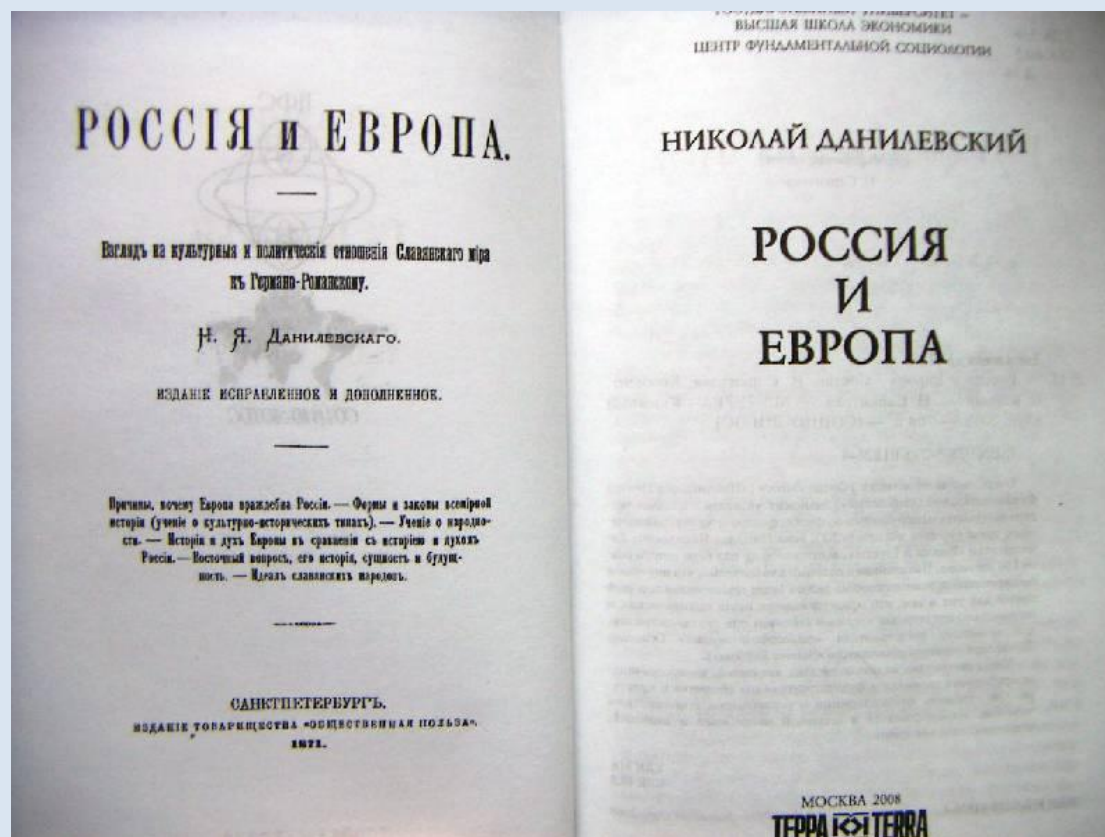 РОССІЯ и ЕВРОПА.
Взглядъ на культурныя и политическія отношенія Славянскаго міра
къ Германо-Романскому.
Н. Я. Данилевскаго.
ИЗДАНІЕ ИСПРАВЛЕННОЕ И ДОПОЛНЕННОЕ.
Причины, почему Европа враждебна Россіи. — Формы и законы всемірной
исторіи (ученіе о культурно-историческихъ типахъ). — Ученіе о народно-
сти. — Исторія и духъ Европы въ сравненіи съ исторіею и духомъ
Россіи. — Восточный вопросъ, его исторія, сущность и будущ-
ность. — Идеалъ славянскихъ народовъ.
САНКТПЕТЕРБУРГЪ.
ИЗДАНІЕ ТОВАРИЩЕСТВА «ОБЩЕСТВЕННАЯ ПОЛЬЗА».
1871.
ВЫСШАЯ ШКОЛА ЭКОНОМИКИ
ЦЕНТР ФУНДАМЕНТАЛЬНОЙ СОЦИОЛОГИИ
НИКОЛАЙ ДАНИЛЕВСКИЙ
РОССИЯ
И
ЕВРОПА
МОСКВА 2008
ТЕРРА TERRA